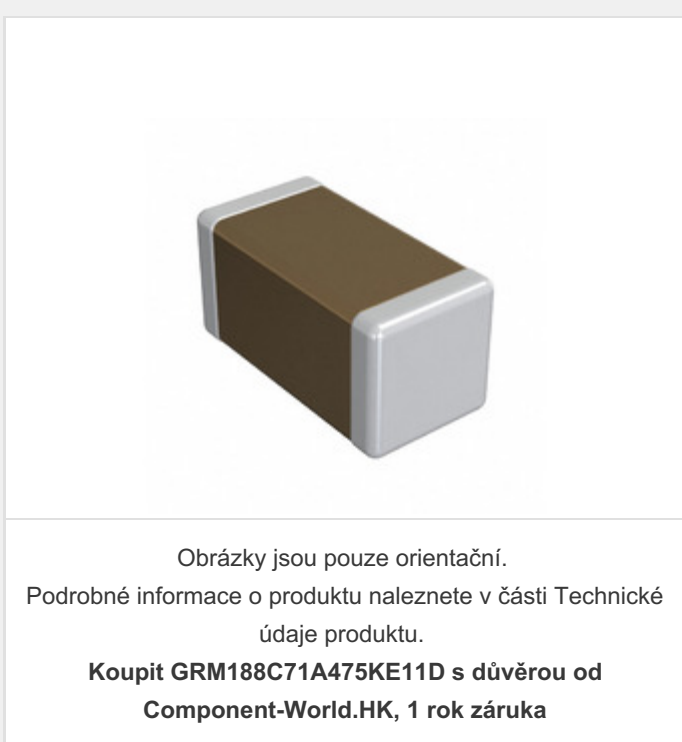 Obrázky jsou pouze orientační.
Podrobné informace o produktu naleznete v části Technické
údaje produktu.
Koupit GRM188C71A475KE11D s důvěrou od
Component-World.HK, 1 rok záruka